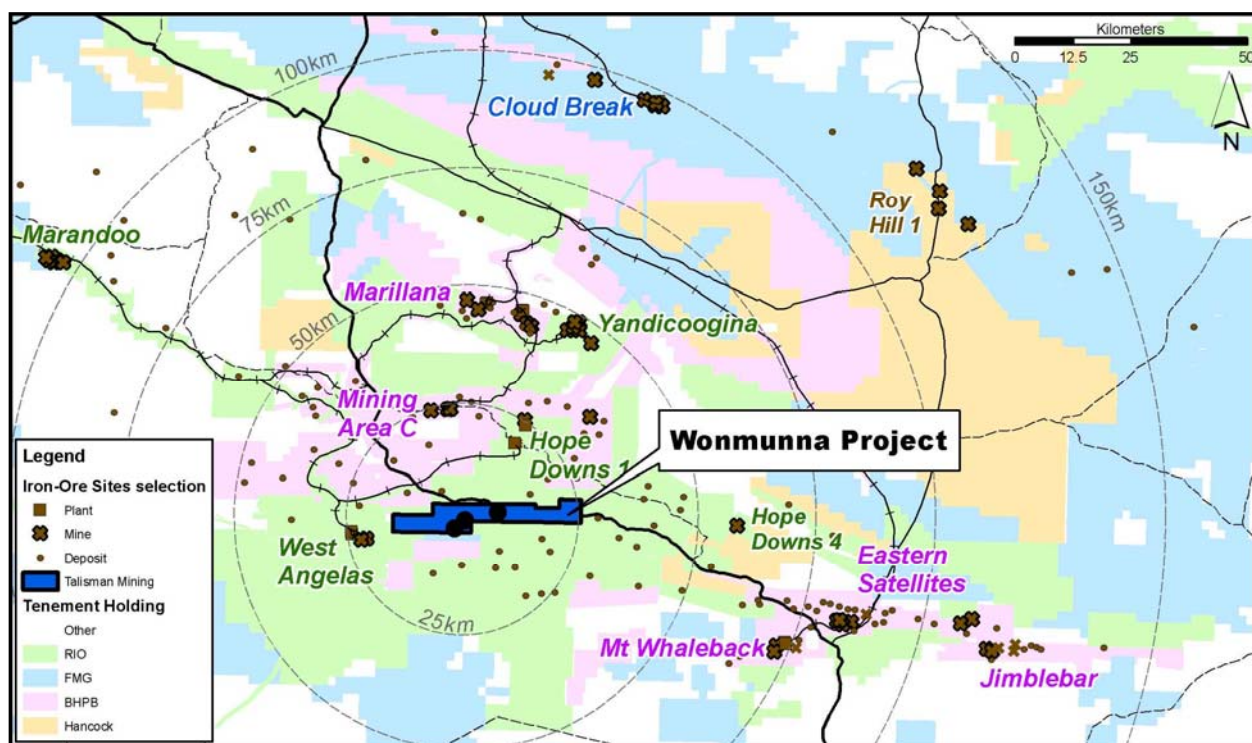 Kilometers
0 12.5 25 50
N
100km
Cloud Break
150km
Roy
Hill 1
75km
Marandoo
Marillana
Yandicoogina
50km
Mining
Area C
Hope
Downs 1
Wonmunna Project
West
Angelas
Hope
Downs 4
Eastern
Satellites
25km
Mt Whaleback
Jimblebar
Legend
Iron-Ore Sites selection
Plant
Mine
Deposit
Talisman Mining
Tenement Holding
Other
RIO
FMG
BHPB
Hancock